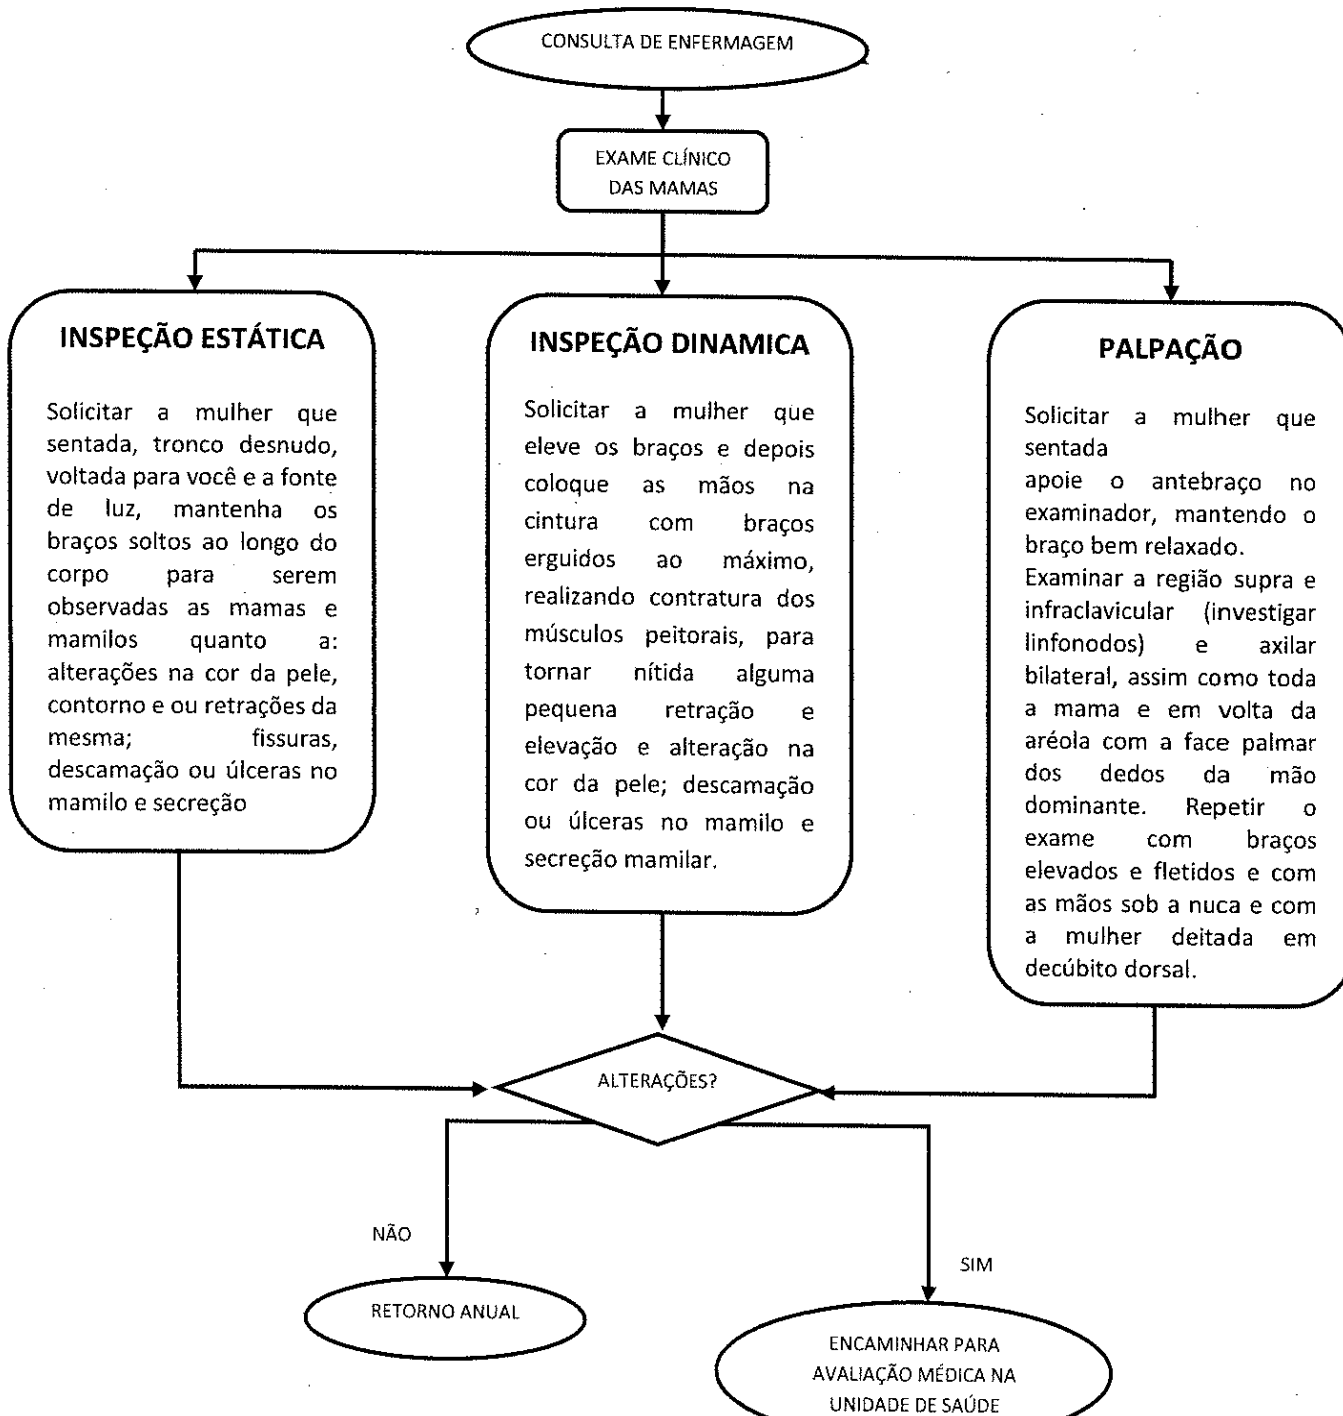 CONSULTA DE ENFERMAGEM
EXAME CLÍNICO
DAS MAMAS
INSPEÇÃO ESTÁTICA
Solicitar a mulher que
sentada, tronco desnudo,
voltada para você e a fonte
de luz, mantenha os
braços soltos ao longo do
corpo para serem
observadas as mamas e
mamilos quanto a:
alterações na cor da pele,
contorno e ou retrações da
mesma; fissuras,
descamação ou úlceras no
mamilo e secreção
INSPEÇÃO DINAMICA
Solicitar a mulher que
eleve os braços e depois
coloque as mãos na
cintura com braços
erguidos ao máximo,
realizando contratura dos
músculos peitorais, para
tornar nítida alguma
pequena retração e
elevação e alteração na
cor da pele; descamação
ou úlceras no mamilo e
secreção mamilar.
PALPAÇÃO
Solicitar a mulher que
sentada
apoie o antebraço no
examinador, mantendo o
braço bem relaxado.
Examinar a região supra e
infraclavicular (investigar
linfonodos) e axilar
bilateral, assim como toda
a mama e em volta da
aréola com a face palmar
dos dedos da mão
dominante. Repetir o
exame com braços
elevados e fletidos e com
as mãos sob a nuca e com
a mulher deitada em
decúbito dorsal.
ALTERAÇÕES?
NÃO
SIM
RETORNO ANUAL
ENCAMINHAR PARA
AVALIAÇÃO MÉDICA NA
UNIDADE DE SAÚDE